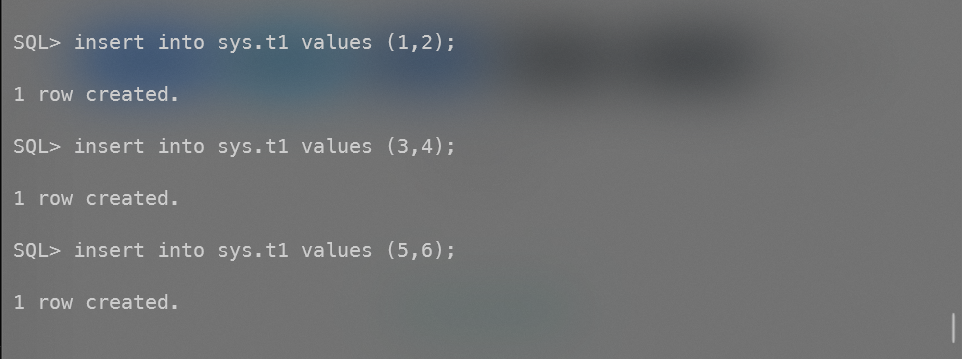 SQL> insert into sys.t1 values (1,2);
1 row created.
SQL> insert into sys.t1 values (3,4);
1 row created.
SQL> insert into sys.t1 values (5,6);
1 row created.